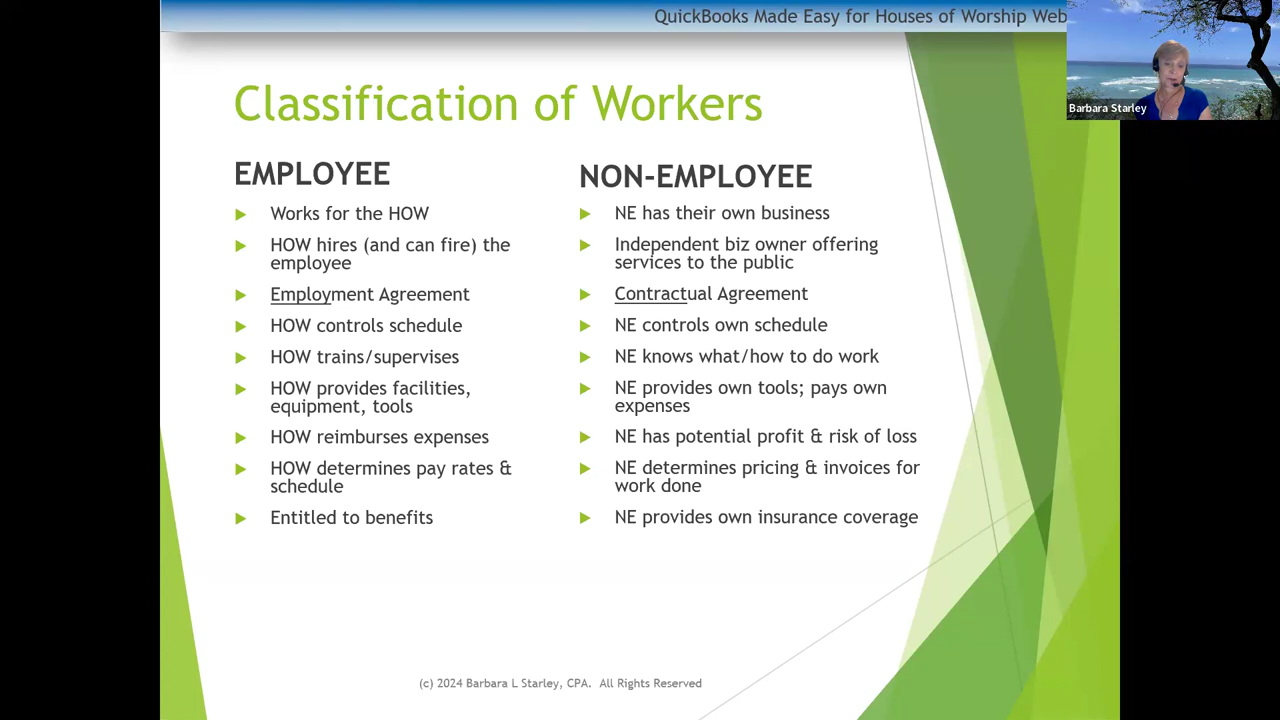 QuickBooks Made Easy for Houses of Worship Web
Barbara Starley
Classification of Workers
EMPLOYEE
Works for the HOW
HOW hires (and can fire) the
employee
Employment Agreement
HOW controls schedule
HOW trains/supervises
HOW provides facilities,
equipment, tools
HOW reimburses expenses
HOW determines pay rates &
schedule
Entitled to benefits
NON-EMPLOYEE
NE has their own business
Independent biz owner offering
services to the public
Contractual Agreement
NE controls own schedule
NE knows what/how to do work
NE provides own tools; pays own
expenses
NE has potential profit & risk of loss
NE determines pricing & invoices for
work done
NE provides own insurance coverage
(c) 2024 Barbara L Starley, CPA. All Rights Reserved